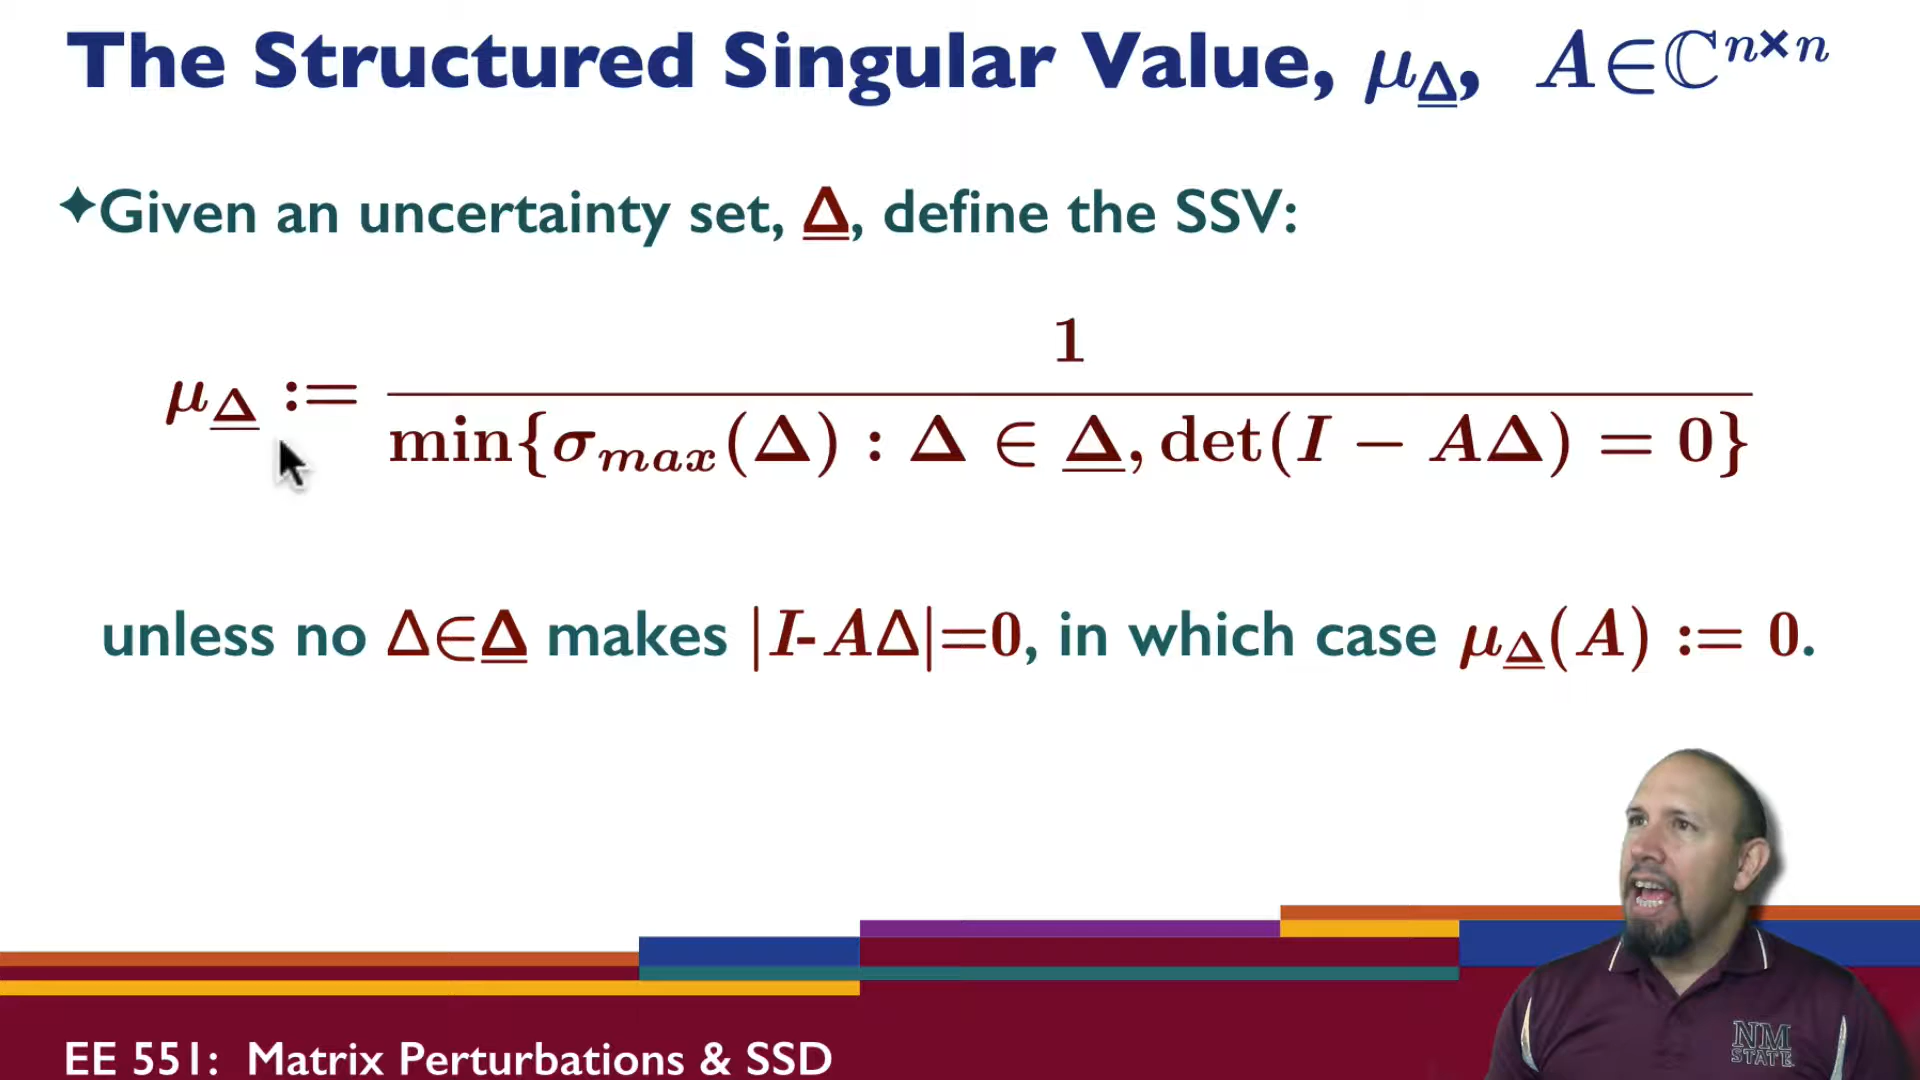 The Structured Singular Value, μ_Δ̲, A∈ℂ^{n×n}
✦Given an uncertainty set, Δ̲, define the SSV:
μ_Δ̲ := 1 / min{σ_max(Δ) : Δ ∈ Δ̲, det(I − AΔ) = 0}
unless no Δ∈Δ̲ makes |I-AΔ|=0, in which case μ_Δ̲(A) := 0.
NM
STATE
EE 551: Matrix Perturbations & SSD